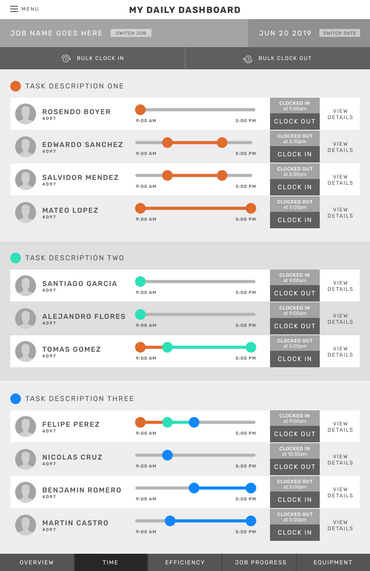 MENU
MY DAILY DASHBOARD
JOB NAME GOES HERE
SWITCH JOB
JUN 20 2019
SWITCH DATE
BULK CLOCK IN
BULK CLOCK OUT
TASK DESCRIPTION ONE
ROSENDO BOYER
4097
9:00 AM
5:00 PM
CLOCKED IN
at 9:00am
CLOCK OUT
VIEW
DETAILS
EDWARDO SANCHEZ
4097
9:00 AM
5:00 PM
CLOCKED OUT
at 2:30pm
CLOCK IN
VIEW
DETAILS
SALVIDOR MENDEZ
4097
9:00 AM
5:00 PM
CLOCKED OUT
at 2:30pm
CLOCK IN
VIEW
DETAILS
MATEO LOPEZ
4097
9:00 AM
5:00 PM
CLOCKED OUT
at 5:00pm
CLOCK IN
VIEW
DETAILS
TASK DESCRIPTION TWO
SANTIAGO GARCIA
4097
9:00 AM
5:00 PM
CLOCKED IN
at 9:00am
CLOCK OUT
VIEW
DETAILS
ALEJANDRO FLORES
4097
9:00 AM
5:00 PM
CLOCKED IN
at 9:00am
CLOCK OUT
VIEW
DETAILS
TOMAS GOMEZ
4097
9:00 AM
5:00 PM
CLOCKED OUT
at 5:00pm
CLOCK IN
VIEW
DETAILS
TASK DESCRIPTION THREE
FELIPE PEREZ
4097
9:00 AM
5:00 PM
CLOCKED IN
at 9:00am
CLOCK OUT
VIEW
DETAILS
NICOLAS CRUZ
4097
9:00 AM
5:00 PM
CLOCKED IN
at 10:30am
CLOCK OUT
VIEW
DETAILS
BENJAMIN ROMERO
4097
9:00 AM
5:00 PM
CLOCKED OUT
at 5:00pm
CLOCK IN
VIEW
DETAILS
MARTIN CASTRO
4097
9:00 AM
5:00 PM
CLOCKED OUT
at 5:00pm
CLOCK IN
VIEW
DETAILS
OVERVIEW
TIME
EFFICIENCY
JOB PROGRESS
EQUIPMENT